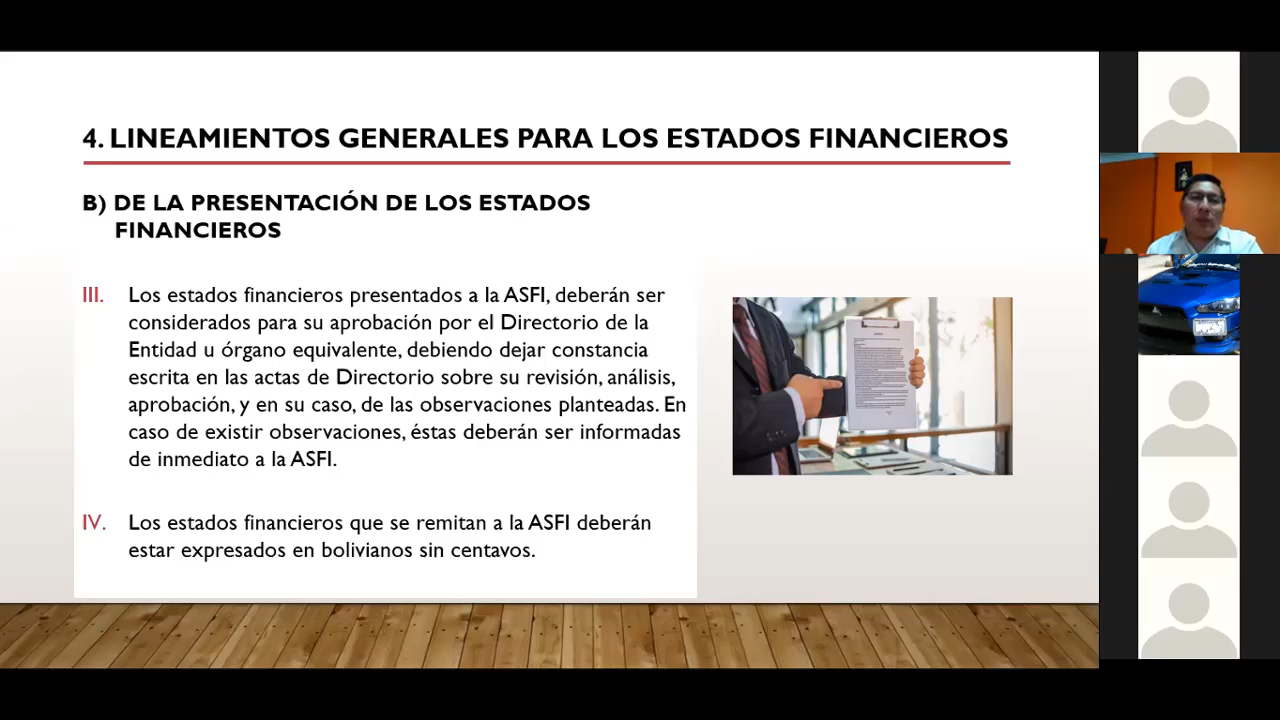 4. LINEAMIENTOS GENERALES PARA LOS ESTADOS FINANCIEROS
B) DE LA PRESENTACIÓN DE LOS ESTADOS
FINANCIEROS
III. Los estados financieros presentados a la ASFI, deberán ser
considerados para su aprobación por el Directorio de la
Entidad u órgano equivalente, debiendo dejar constancia
escrita en las actas de Directorio sobre su revisión, análisis,
aprobación, y en su caso, de las observaciones planteadas. En
caso de existir observaciones, éstas deberán ser informadas
de inmediato a la ASFI.
IV. Los estados financieros que se remitan a la ASFI deberán
estar expresados en bolivianos sin centavos.